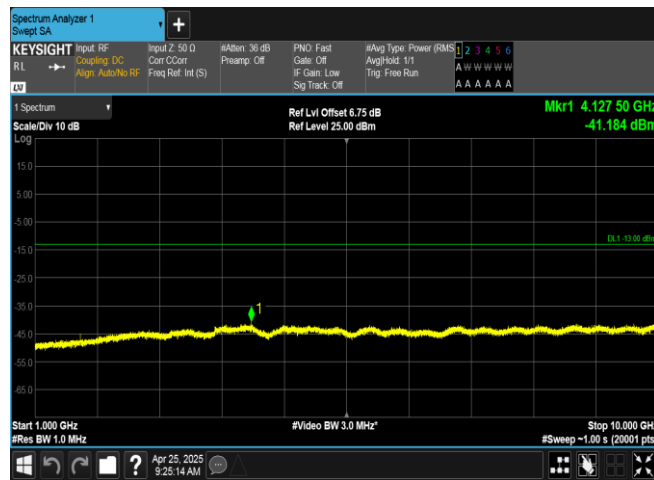 Spectrum Analyzer 1
Swept SA
+
KEYSIGHT
RL
Input: RF
Coupling: DC
Align: Auto/No RF
Input Z: 50 Ω
Corr CCorr
Freq Ref: Int (S)
#Atten: 36 dB
Preamp: Off
PNO: Fast
Gate: Off
IF Gain: Low
Sig Track: Off
#Avg Type: Power (RMS
Avg|Hold: 1/1
Trig: Free Run
1 2 3 4 5 6
A W W W W W
A A A A A A
LXI
1 Spectrum
Scale/Div 10 dB
Log
Ref Lvl Offset 6.75 dB
Ref Level 25.00 dBm
Mkr1 4.127 50 GHz
-41.184 dBm
15.0
5.00
-5.00
DL1 -13.00 dBm
-15.0
-25.0
-35.0
1
-45.0
-55.0
-65.0
Start 1.000 GHz
#Res BW 1.0 MHz
#Video BW 3.0 MHz*
Stop 10.000 GHz
#Sweep ~1.00 s (20001 pts
?
Apr 25, 2025
9:25:14 AM